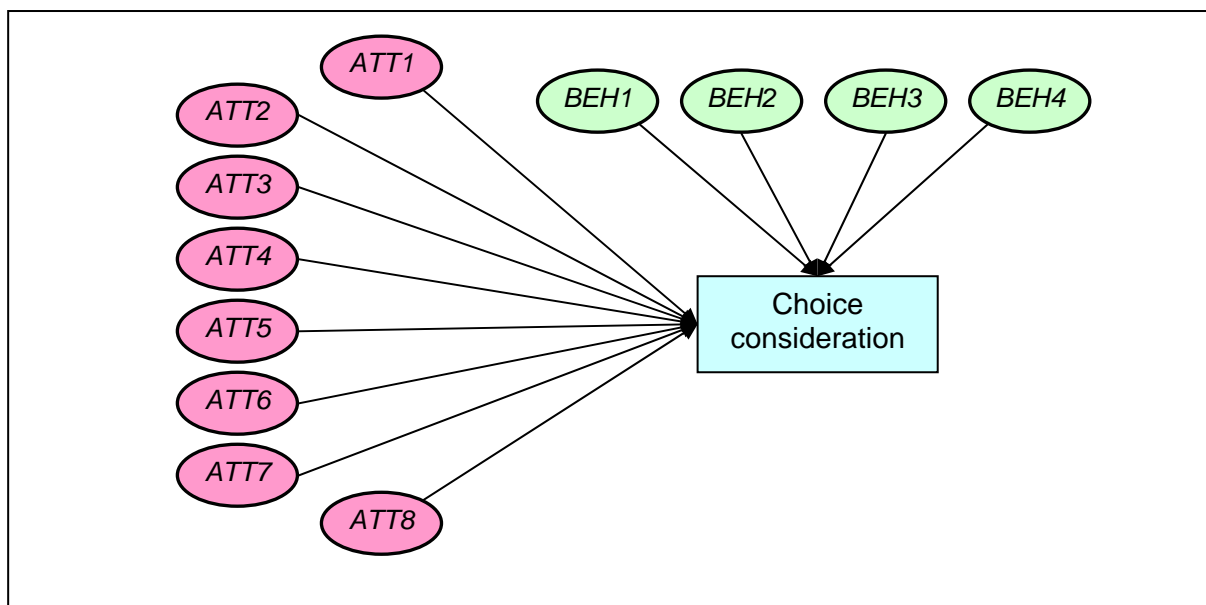 ATT1
ATT2
ATT3
ATT4
ATT5
ATT6
ATT7
ATT8
BEH1
BEH2
BEH3
BEH4
Choice
consideration